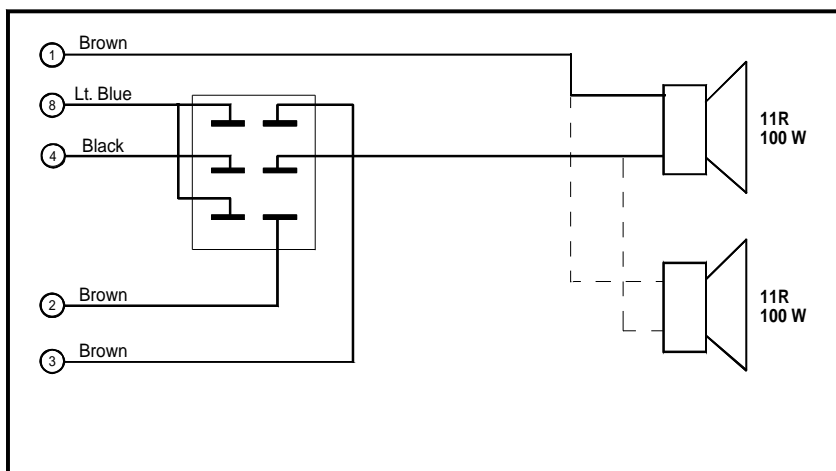 1 Brown
8 Lt. Blue
4 Black
2 Brown
3 Brown
11R
100 W
11R
100 W